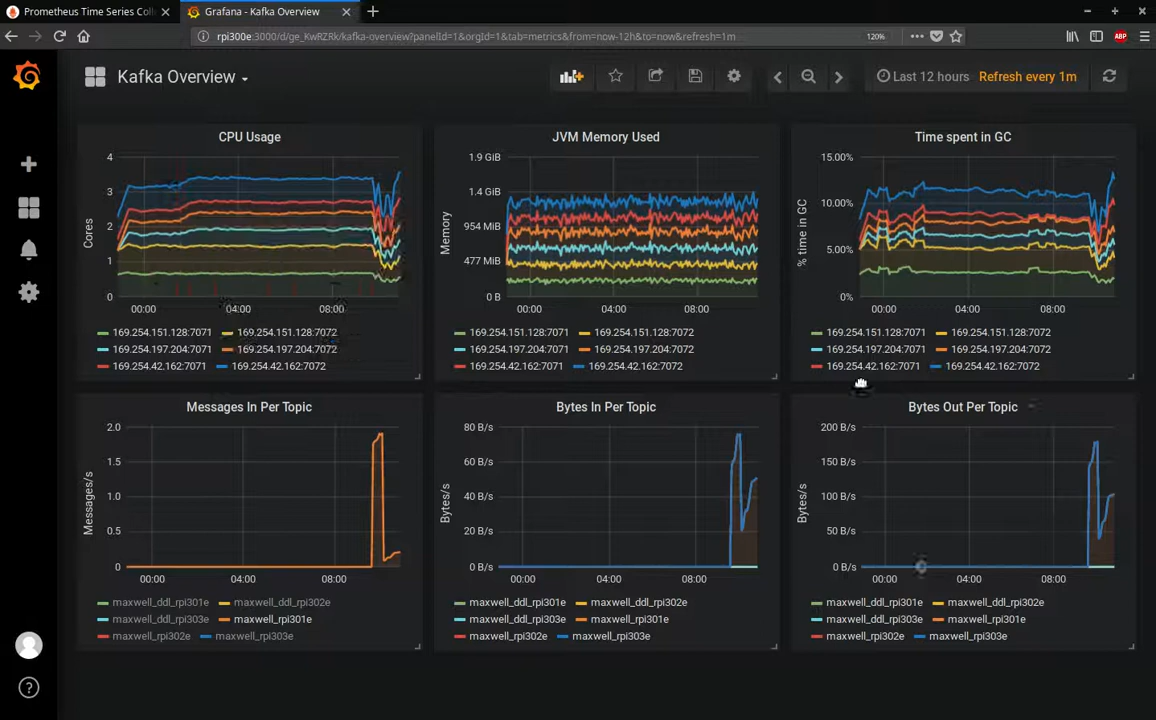 Prometheus Time Series Coll
Grafana - Kafka Overview
rpi300e:3000/d/ge_KwRZRk/kafka-overview?panelId=1&orgId=1&tab=metrics&from=now-12h&to=now&refresh=1m
120%
ABP
Kafka Overview
Last 12 hours Refresh every 1m
CPU Usage
4
3
2
1
0
Cores
00:00 04:00 08:00
169.254.151.128:7071 169.254.151.128:7072
169.254.197.204:7071 169.254.197.204:7072
169.254.42.162:7071 169.254.42.162:7072
JVM Memory Used
1.9 GiB
1.4 GiB
954 MiB
477 MiB
0 B
Memory
00:00 04:00 08:00
169.254.151.128:7071 169.254.151.128:7072
169.254.197.204:7071 169.254.197.204:7072
169.254.42.162:7071 169.254.42.162:7072
Time spent in GC
15.00%
10.00%
5.00%
0%
% time in GC
00:00 04:00 08:00
169.254.151.128:7071 169.254.151.128:7072
169.254.197.204:7071 169.254.197.204:7072
169.254.42.162:7071 169.254.42.162:7072
Messages In Per Topic
2.0
1.5
1.0
0.5
0
Messages/s
00:00 04:00 08:00
maxwell_ddl_rpi301e maxwell_ddl_rpi302e
maxwell_ddl_rpi303e maxwell_rpi301e
maxwell_rpi302e maxwell_rpi303e
Bytes In Per Topic
80 B/s
60 B/s
40 B/s
20 B/s
0 B/s
Bytes/s
00:00 04:00 08:00
maxwell_ddl_rpi301e maxwell_ddl_rpi302e
maxwell_ddl_rpi303e maxwell_rpi301e
maxwell_rpi302e maxwell_rpi303e
Bytes Out Per Topic
200 B/s
150 B/s
100 B/s
50 B/s
0 B/s
Bytes/s
00:00 04:00 08:00
maxwell_ddl_rpi301e maxwell_ddl_rpi302e
maxwell_ddl_rpi303e maxwell_rpi301e
maxwell_rpi302e maxwell_rpi303e